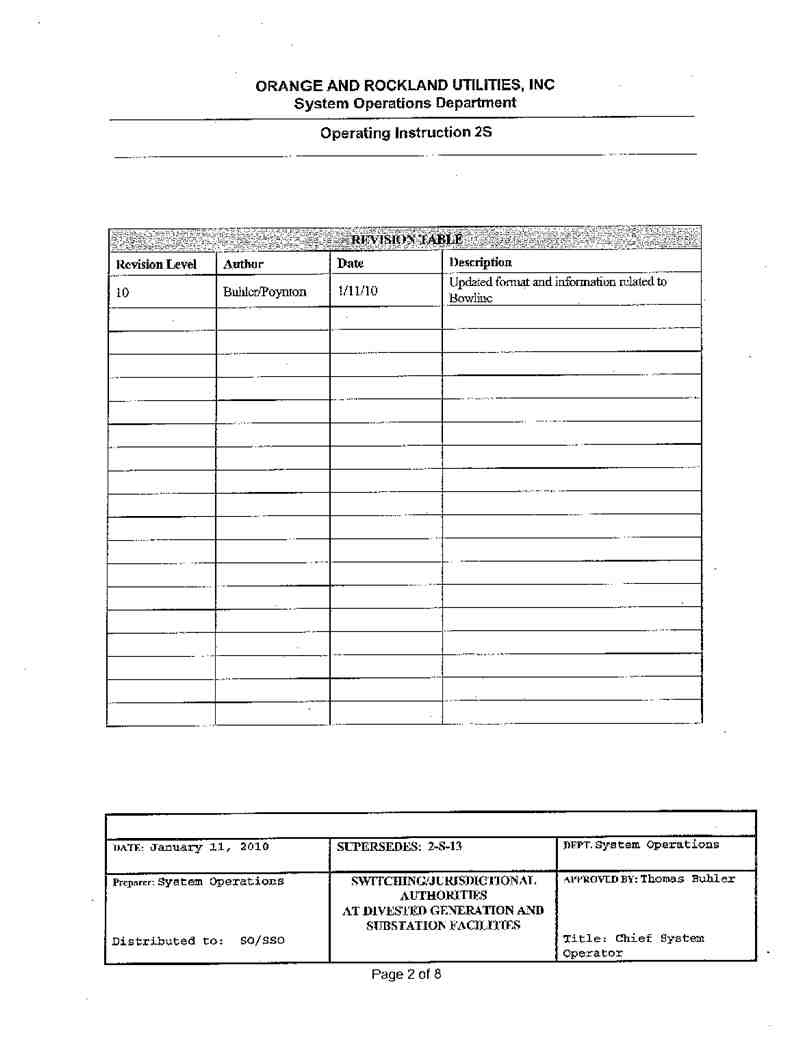 ORANGE AND ROCKLAND UTILITIES, INC
System Operations Department
Operating Instruction 2S
REVISION TABLE
Revision Level Author Date Description
10 Buhler/Poynton 1/11/10 Updated format and information related to
Bowline
DATE: January 11, 2010 SUPERSEDES: 2-S-13 DEPT. System Operations
Preparer: System Operations SWITCHING/JURISDICTIONAL APPROVED BY: Thomas Buhler
AUTHORITIES
AT DIVESTED GENERATION AND
SUBSTATION FACILITIES
Distributed to: SO/SSO Title: Chief System
Operator
Page 2 of 8